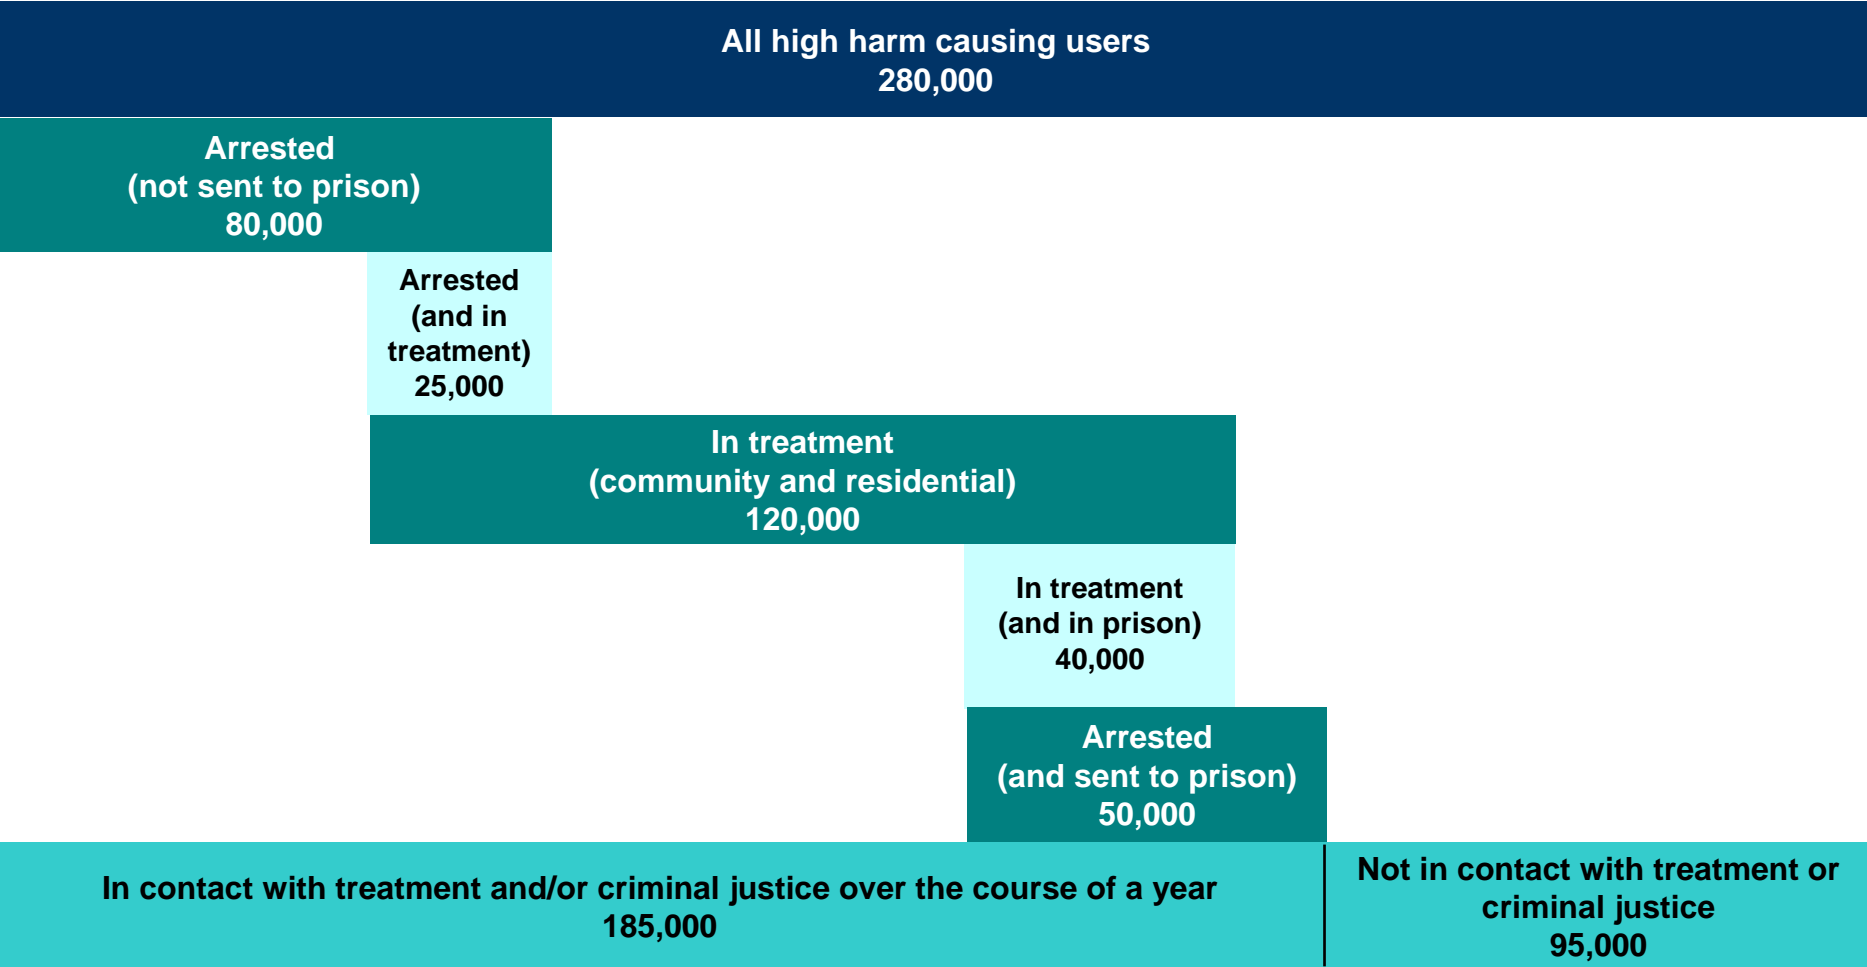 All high harm causing users
280,000
Arrested
(not sent to prison)
80,000
Arrested
(and in
treatment)
25,000
In treatment
(community and residential)
120,000
In treatment
(and in prison)
40,000
Arrested
(and sent to prison)
50,000
In contact with treatment and/or criminal justice over the course of a year
185,000
Not in contact with treatment or
criminal justice
95,000